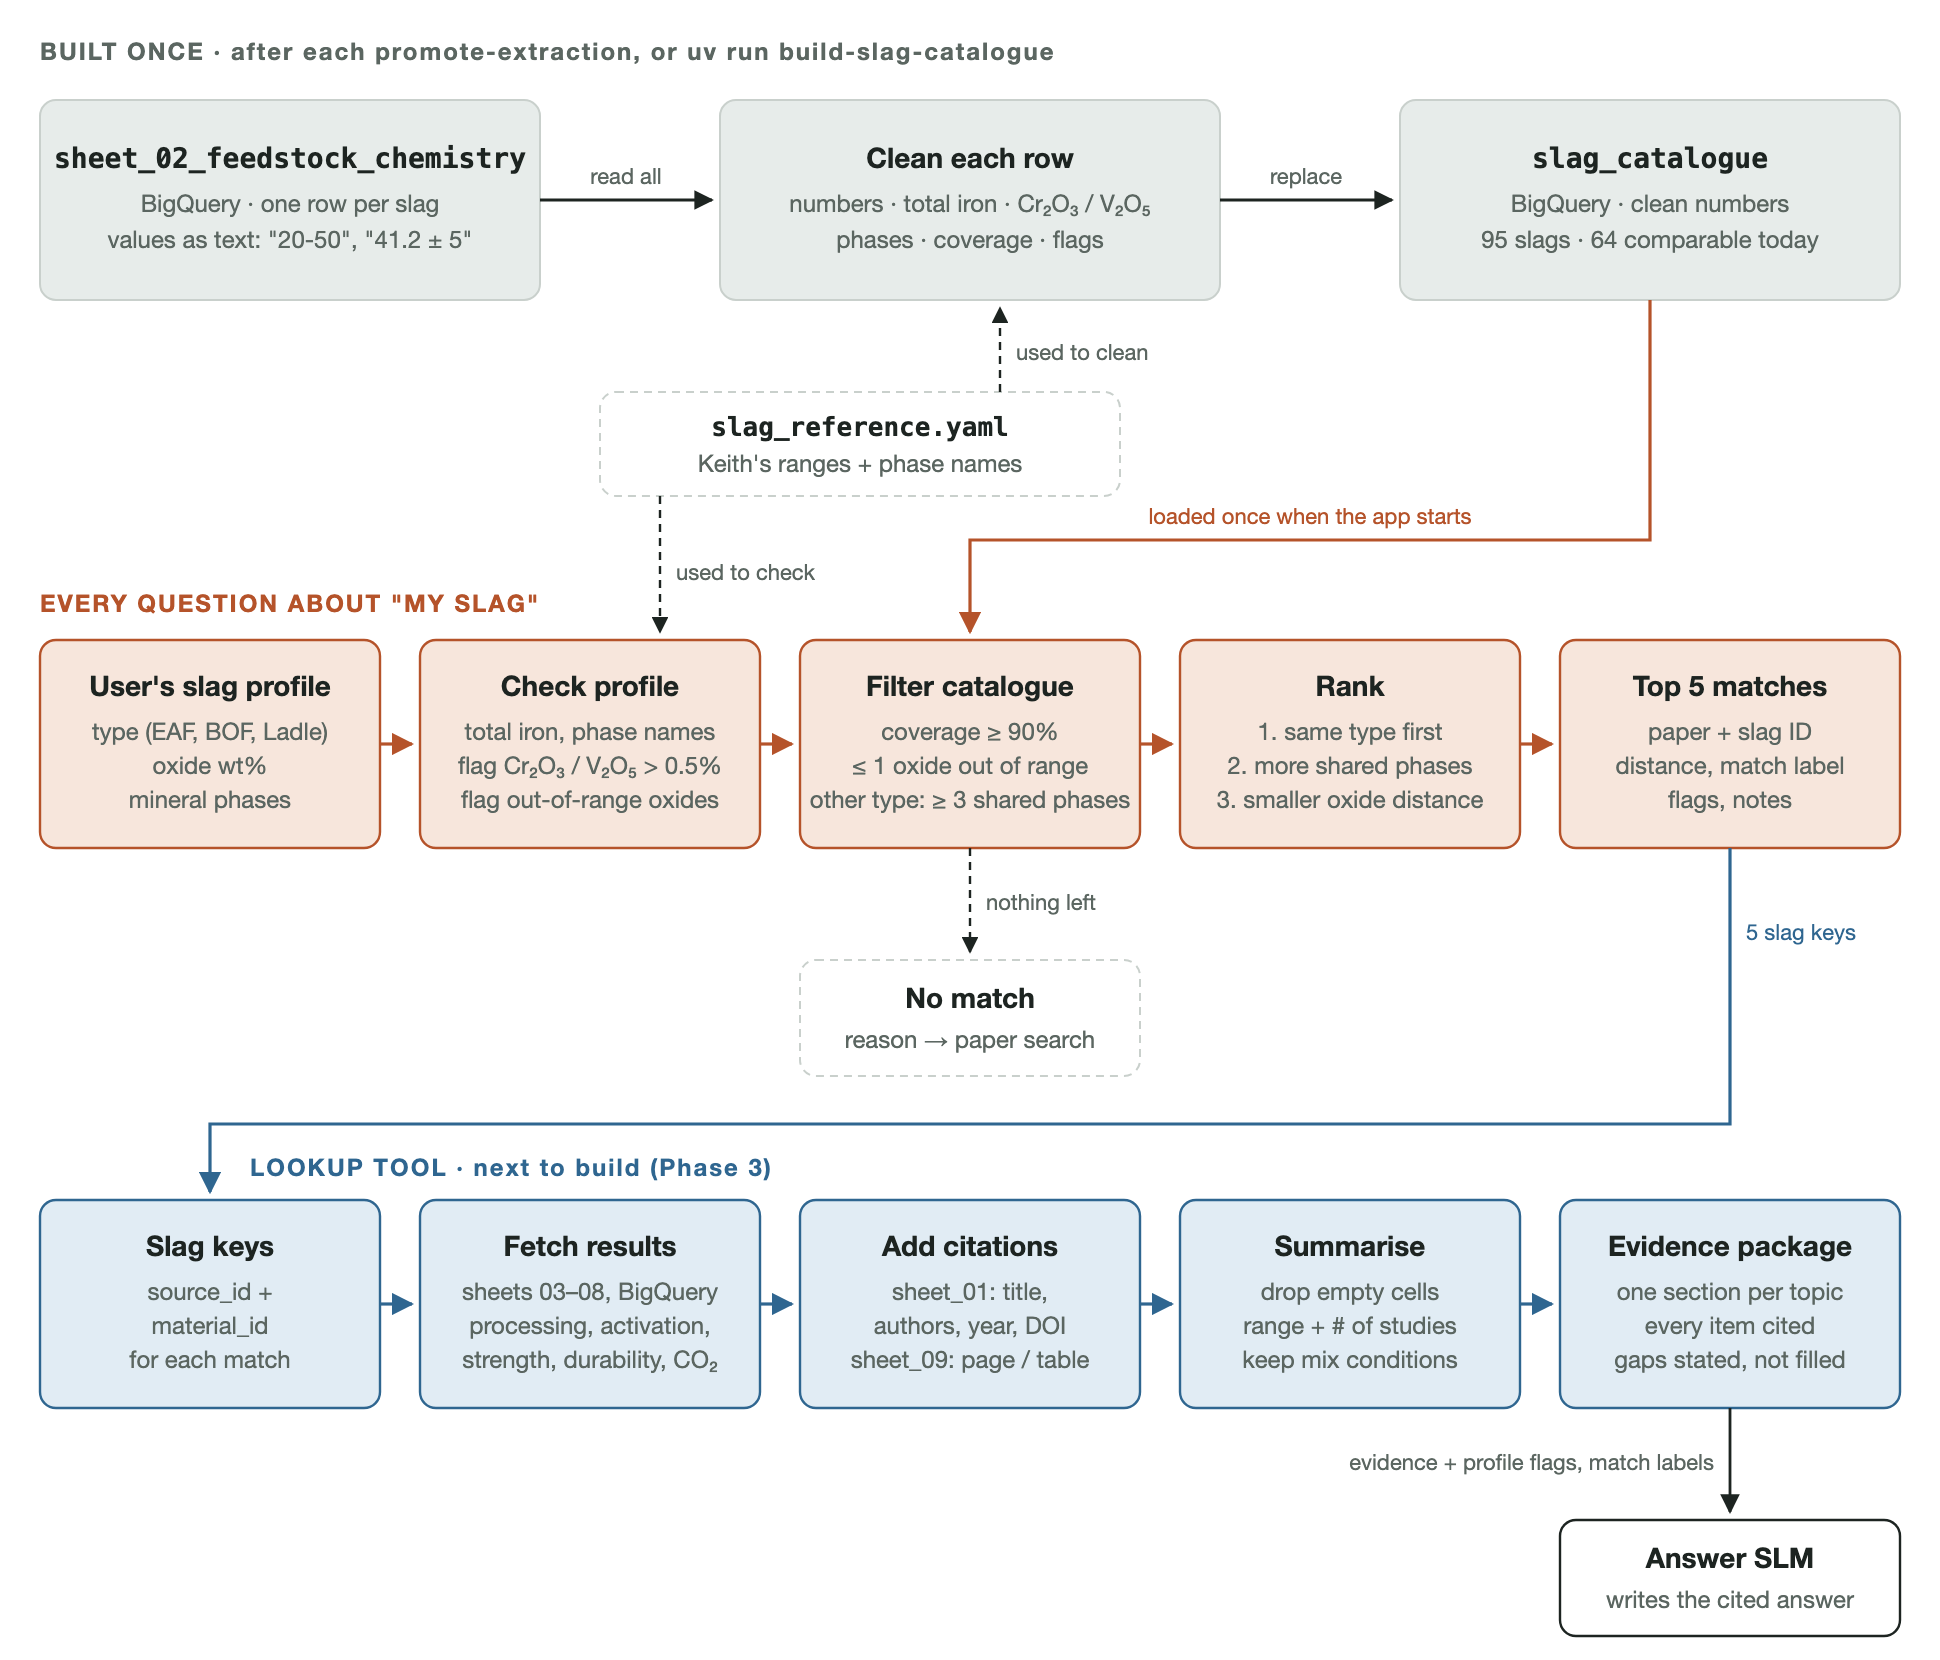 BUILT ONCE · after each promote-extraction, or uv run build-slag-catalogue
sheet_02_feedstock_chemistry
BigQuery · one row per slag
values as text: "20-50", "41.2 ± 5"
read all
Clean each row
numbers · total iron · Cr₂O₃ / V₂O₅
phases · coverage · flags
replace
slag_catalogue
BigQuery · clean numbers
95 slags · 64 comparable today
used to clean
slag_reference.yaml
Keith's ranges + phase names
loaded once when the app starts
used to check
EVERY QUESTION ABOUT "MY SLAG"
User's slag profile
type (EAF, BOF, Ladle)
oxide wt%
mineral phases
Check profile
total iron, phase names
flag Cr₂O₃ / V₂O₅ > 0.5%
flag out-of-range oxides
Filter catalogue
coverage ≥ 90%
≤ 1 oxide out of range
other type: ≥ 3 shared phases
Rank
1. same type first
2. more shared phases
3. smaller oxide distance
Top 5 matches
paper + slag ID
distance, match label
flags, notes
nothing left
5 slag keys
No match
reason → paper search
LOOKUP TOOL · next to build (Phase 3)
Slag keys
source_id +
material_id
for each match
Fetch results
sheets 03–08, BigQuery
processing, activation,
strength, durability, CO₂
Add citations
sheet_01: title,
authors, year, DOI
sheet_09: page / table
Summarise
drop empty cells
range + # of studies
keep mix conditions
Evidence package
one section per topic
every item cited
gaps stated, not filled
evidence + profile flags, match labels
Answer SLM
writes the cited answer